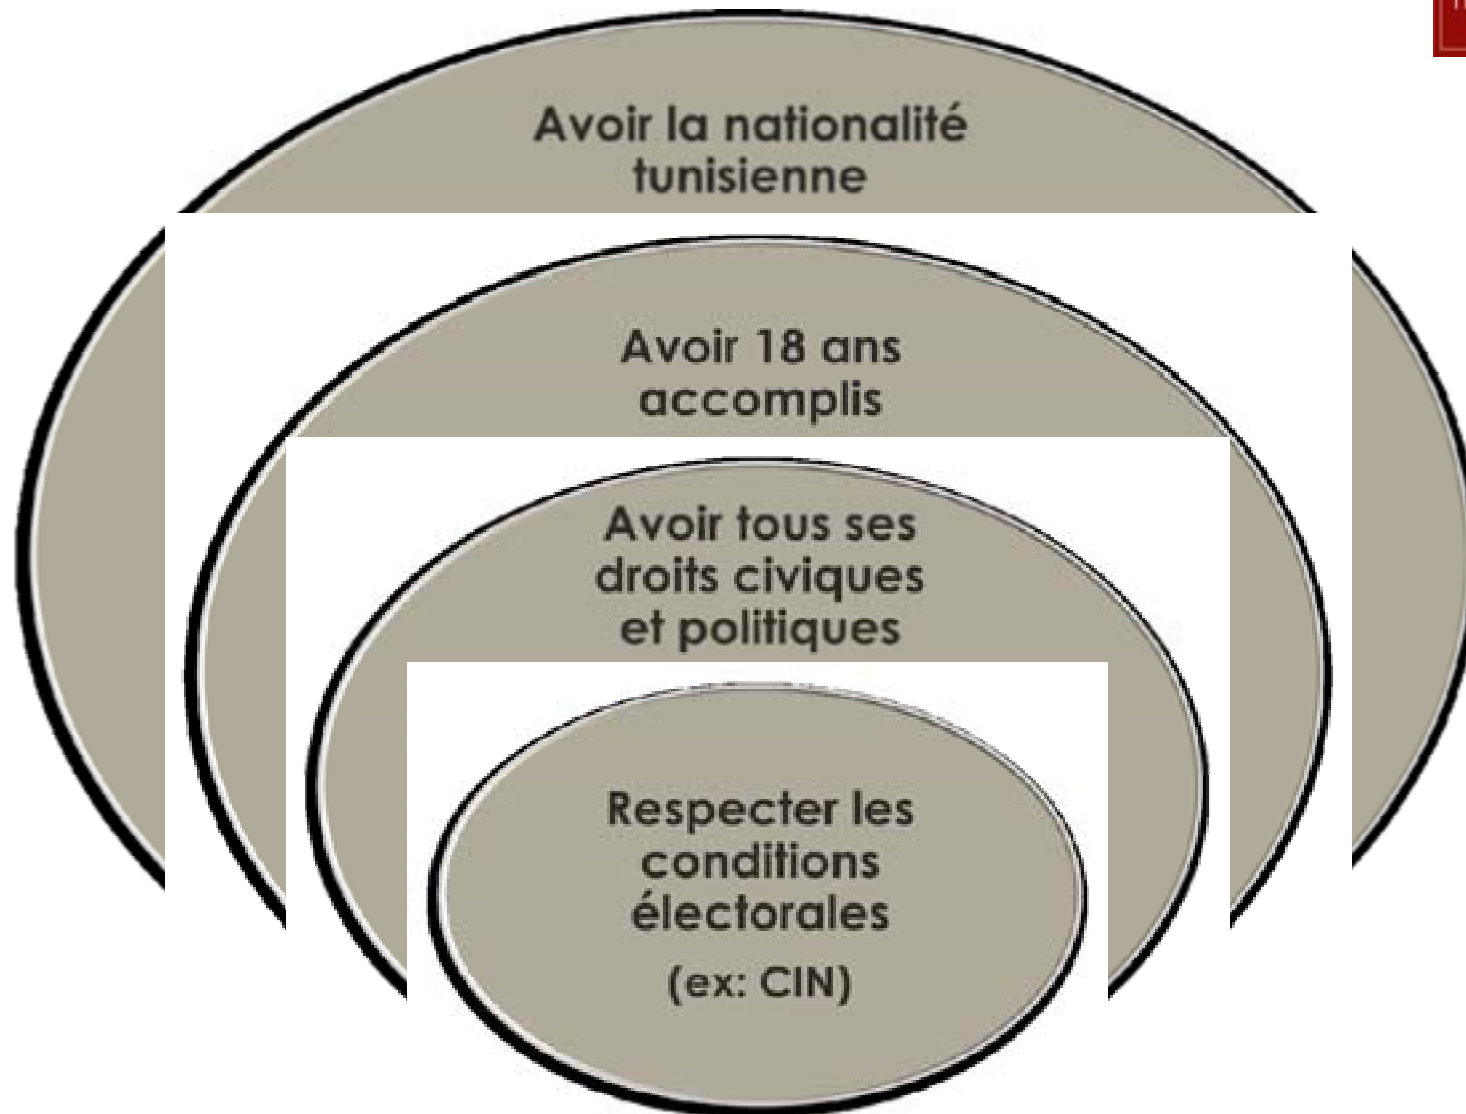 Avoir la nationalité
tunisienne
Avoir 18 ans
accomplis
Avoir tous ses
droits civiques
et politiques
Respecter les
conditions
électorales
(ex: CIN)